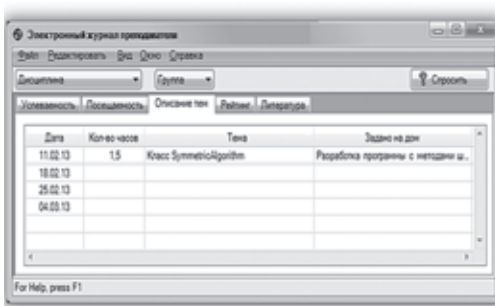 Электронный журнал преподавателя
Файл Редактировать Вид Окно Справка
Дисциплина Группа Спросить
Успеваемость Посещаемость Описание тем Рейтинг Литература
Дата Кол-во часов Тема Задано на дом
11.02.13 1,5 Класс SymmetricAlgorithm Разработка программы с методами ш...
18.02.13
25.02.13
04.03.13
For Help, press F1